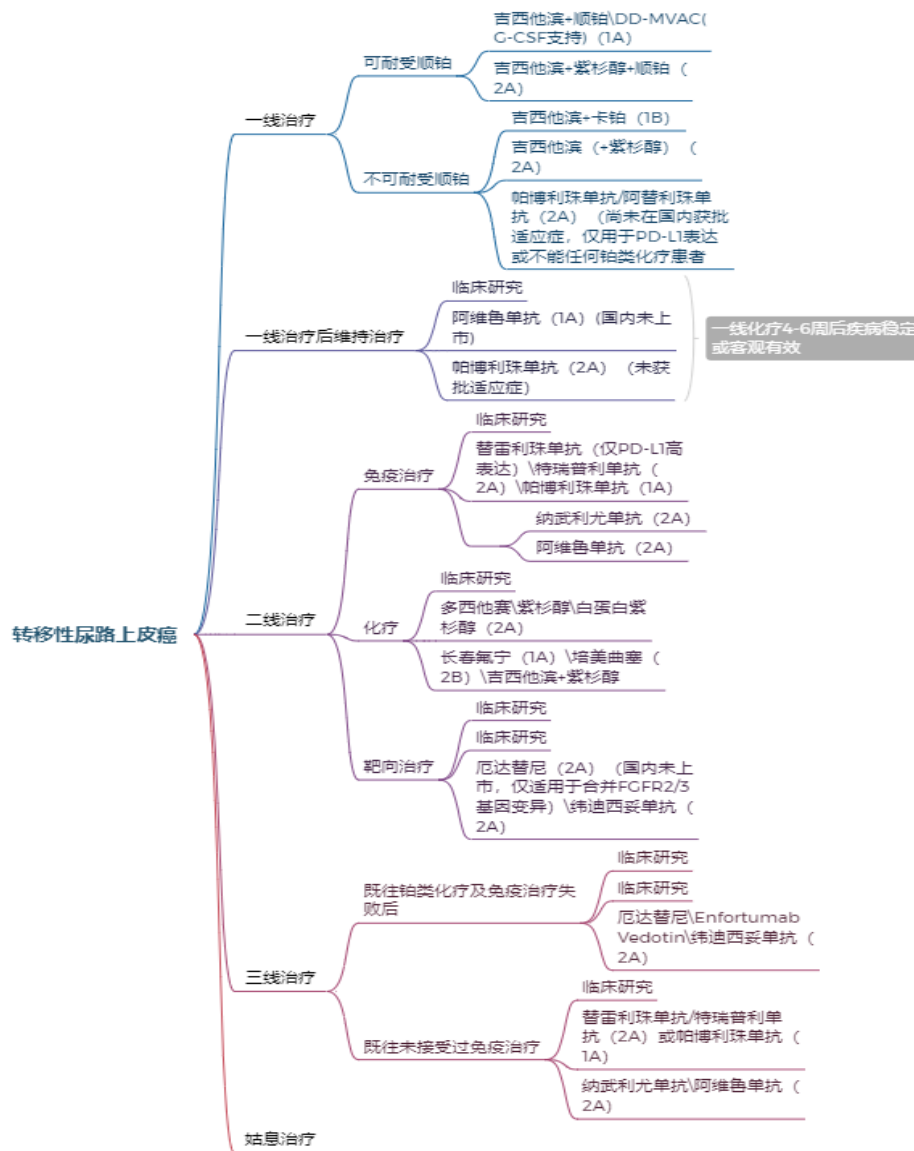 吉西他滨+顺铂\DD-MVAC(
G-CSF支持)（1A）
可耐受顺铂
吉西他滨+紫杉醇+顺铂（
2A）
一线治疗
吉西他滨+卡铂（1B）
吉西他滨（+紫杉醇）（
2A）
不可耐受顺铂
帕博利珠单抗/阿替利珠单
抗（2A）（尚未在国内获批
适应症，仅用于PD-L1表达
或不能任何铂类化疗患者
临床研究
一线治疗后维持治疗
阿维鲁单抗（1A）(国内未上
市)
帕博利珠单抗（2A）（未获
批适应症）
一线化疗4-6周后疾病稳定
或客观有效
临床研究
免疫治疗
替雷利珠单抗（仅PD-L1高
表达）\特瑞普利单抗（
2A）\帕博利珠单抗（1A）
纳武利尤单抗（2A）
阿维鲁单抗（2A）
转移性尿路上皮癌
二线治疗
临床研究
化疗
多西他赛\紫杉醇\白蛋白紫
杉醇（2A）
长春氟宁（1A）\培美曲塞（
2B）\吉西他滨+紫杉醇
临床研究
临床研究
靶向治疗
厄达替尼（2A）（国内未上
市，仅适用于合并FGFR2/3
基因变异）\纬迪西妥单抗（
2A）
临床研究
既往铂类化疗及免疫治疗失
败后
临床研究
厄达替尼\Enfortumab
Vedotin\纬迪西妥单抗（
2A）
三线治疗
临床研究
既往未接受过免疫治疗
替雷利珠单抗/特瑞普利单
抗（2A）或帕博利珠单抗（
1A）
纳武利尤单抗\阿维鲁单抗（
2A）
姑息治疗